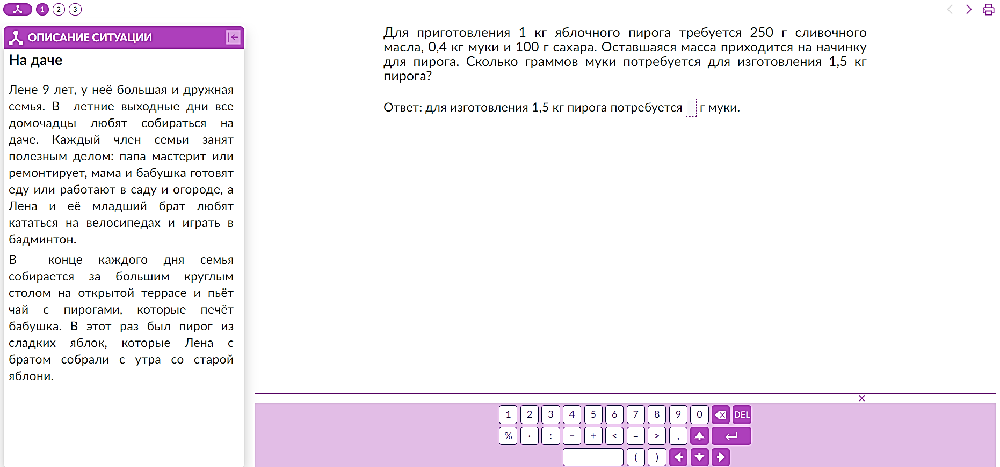 1 2 3
ОПИСАНИЕ СИТУАЦИИ
На даче
Лене 9 лет, у неё большая и дружная
семья. В летние выходные дни все
домочадцы любят собираться на
даче. Каждый член семьи занят
полезным делом: папа мастерит или
ремонтирует, мама и бабушка готовят
еду или работают в саду и огороде, а
Лена и её младший брат любят
кататься на велосипедах и играть в
бадминтон.
В конце каждого дня семья
собирается за большим круглым
столом на открытой террасе и пьёт
чай с пирогами, которые печёт
бабушка. В этот раз был пирог из
сладких яблок, которые Лена с
братом собрали с утра со старой
яблони.
Для приготовления 1 кг яблочного пирога требуется 250 г сливочного
масла, 0,4 кг муки и 100 г сахара. Оставшаяся масса приходится на начинку
для пирога. Сколько граммов муки потребуется для изготовления 1,5 кг
пирога?
Ответ: для изготовления 1,5 кг пирога потребуется г муки.
1 2 3 4 5 6 7 8 9 0 DEL
% · : − + < = > ,
( )